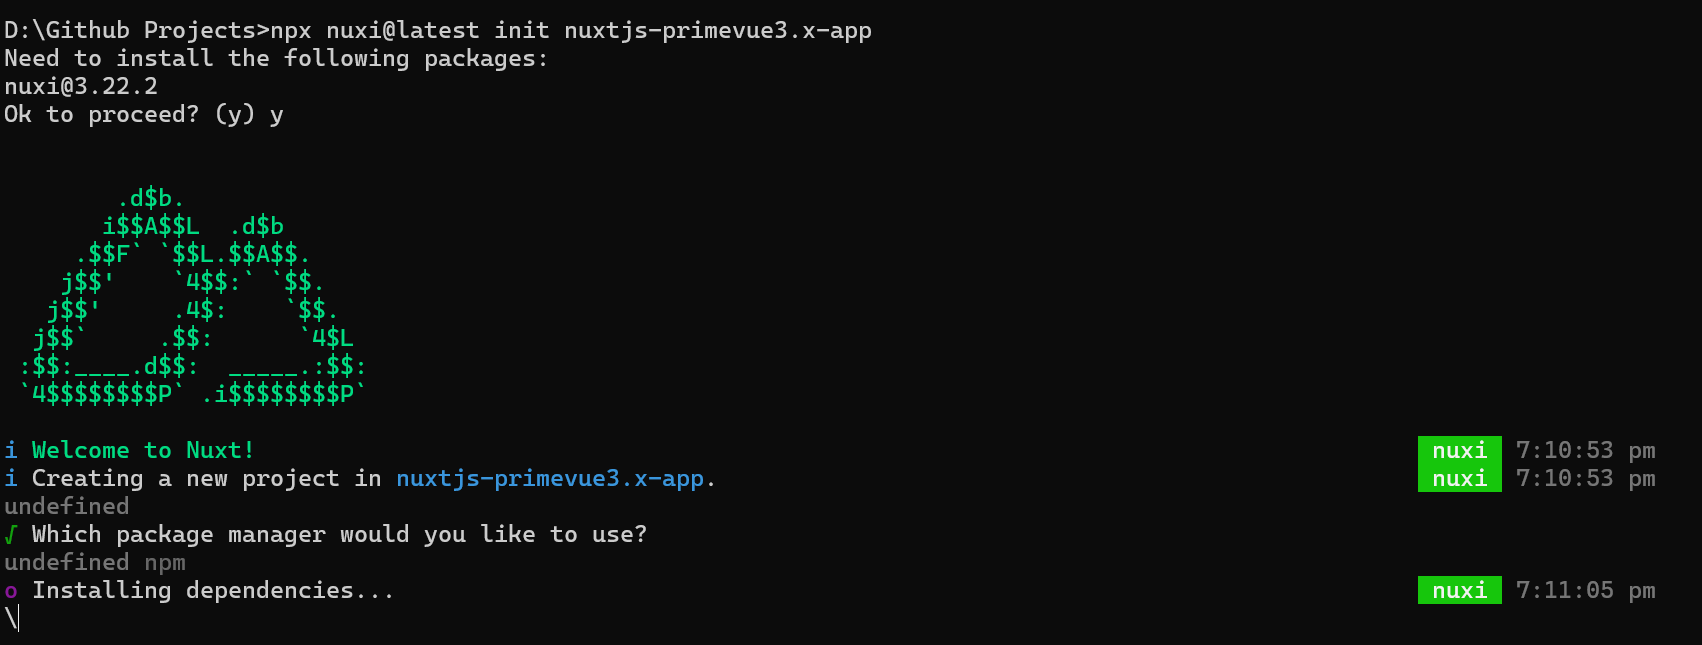 D:\Github Projects>npx nuxi@latest init nuxtjs-primevue3.x-app
Need to install the following packages:
nuxi@3.22.2
Ok to proceed? (y) y
        .d$b.
       i$$A$$L  .d$b
     .$$F` `$$L.$$A$$.
    j$$'    `4$$:` `$$.
   j$$'     .4$:    `$$.
  j$$`     .$$:      `4$L
 :$$:____.d$$:  _____.:$$:
 `4$$$$$$$$P` .i$$$$$$$$P`
i Welcome to Nuxt! nuxi 7:10:53 pm
i Creating a new project in nuxtjs-primevue3.x-app. nuxi 7:10:53 pm
undefined
√ Which package manager would you like to use?
undefined npm
o Installing dependencies... nuxi 7:11:05 pm
\